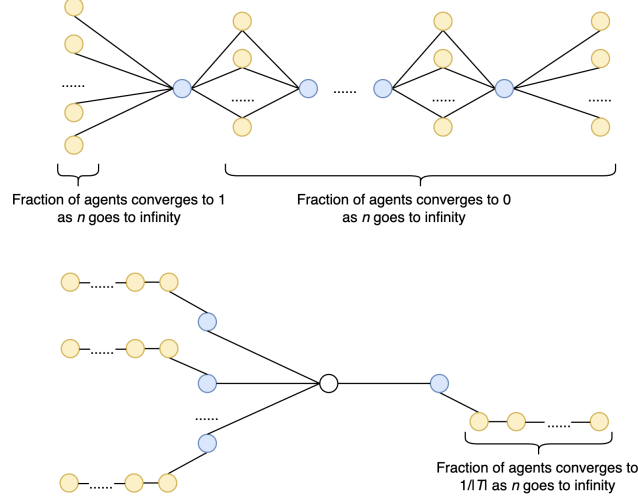 ......
......
......
......
......
Fraction of agents converges to 1
as n goes to infinity
Fraction of agents converges to 0
as n goes to infinity
......
......
......
......
......
Fraction of agents converges to
1/|T| as n goes to infinity